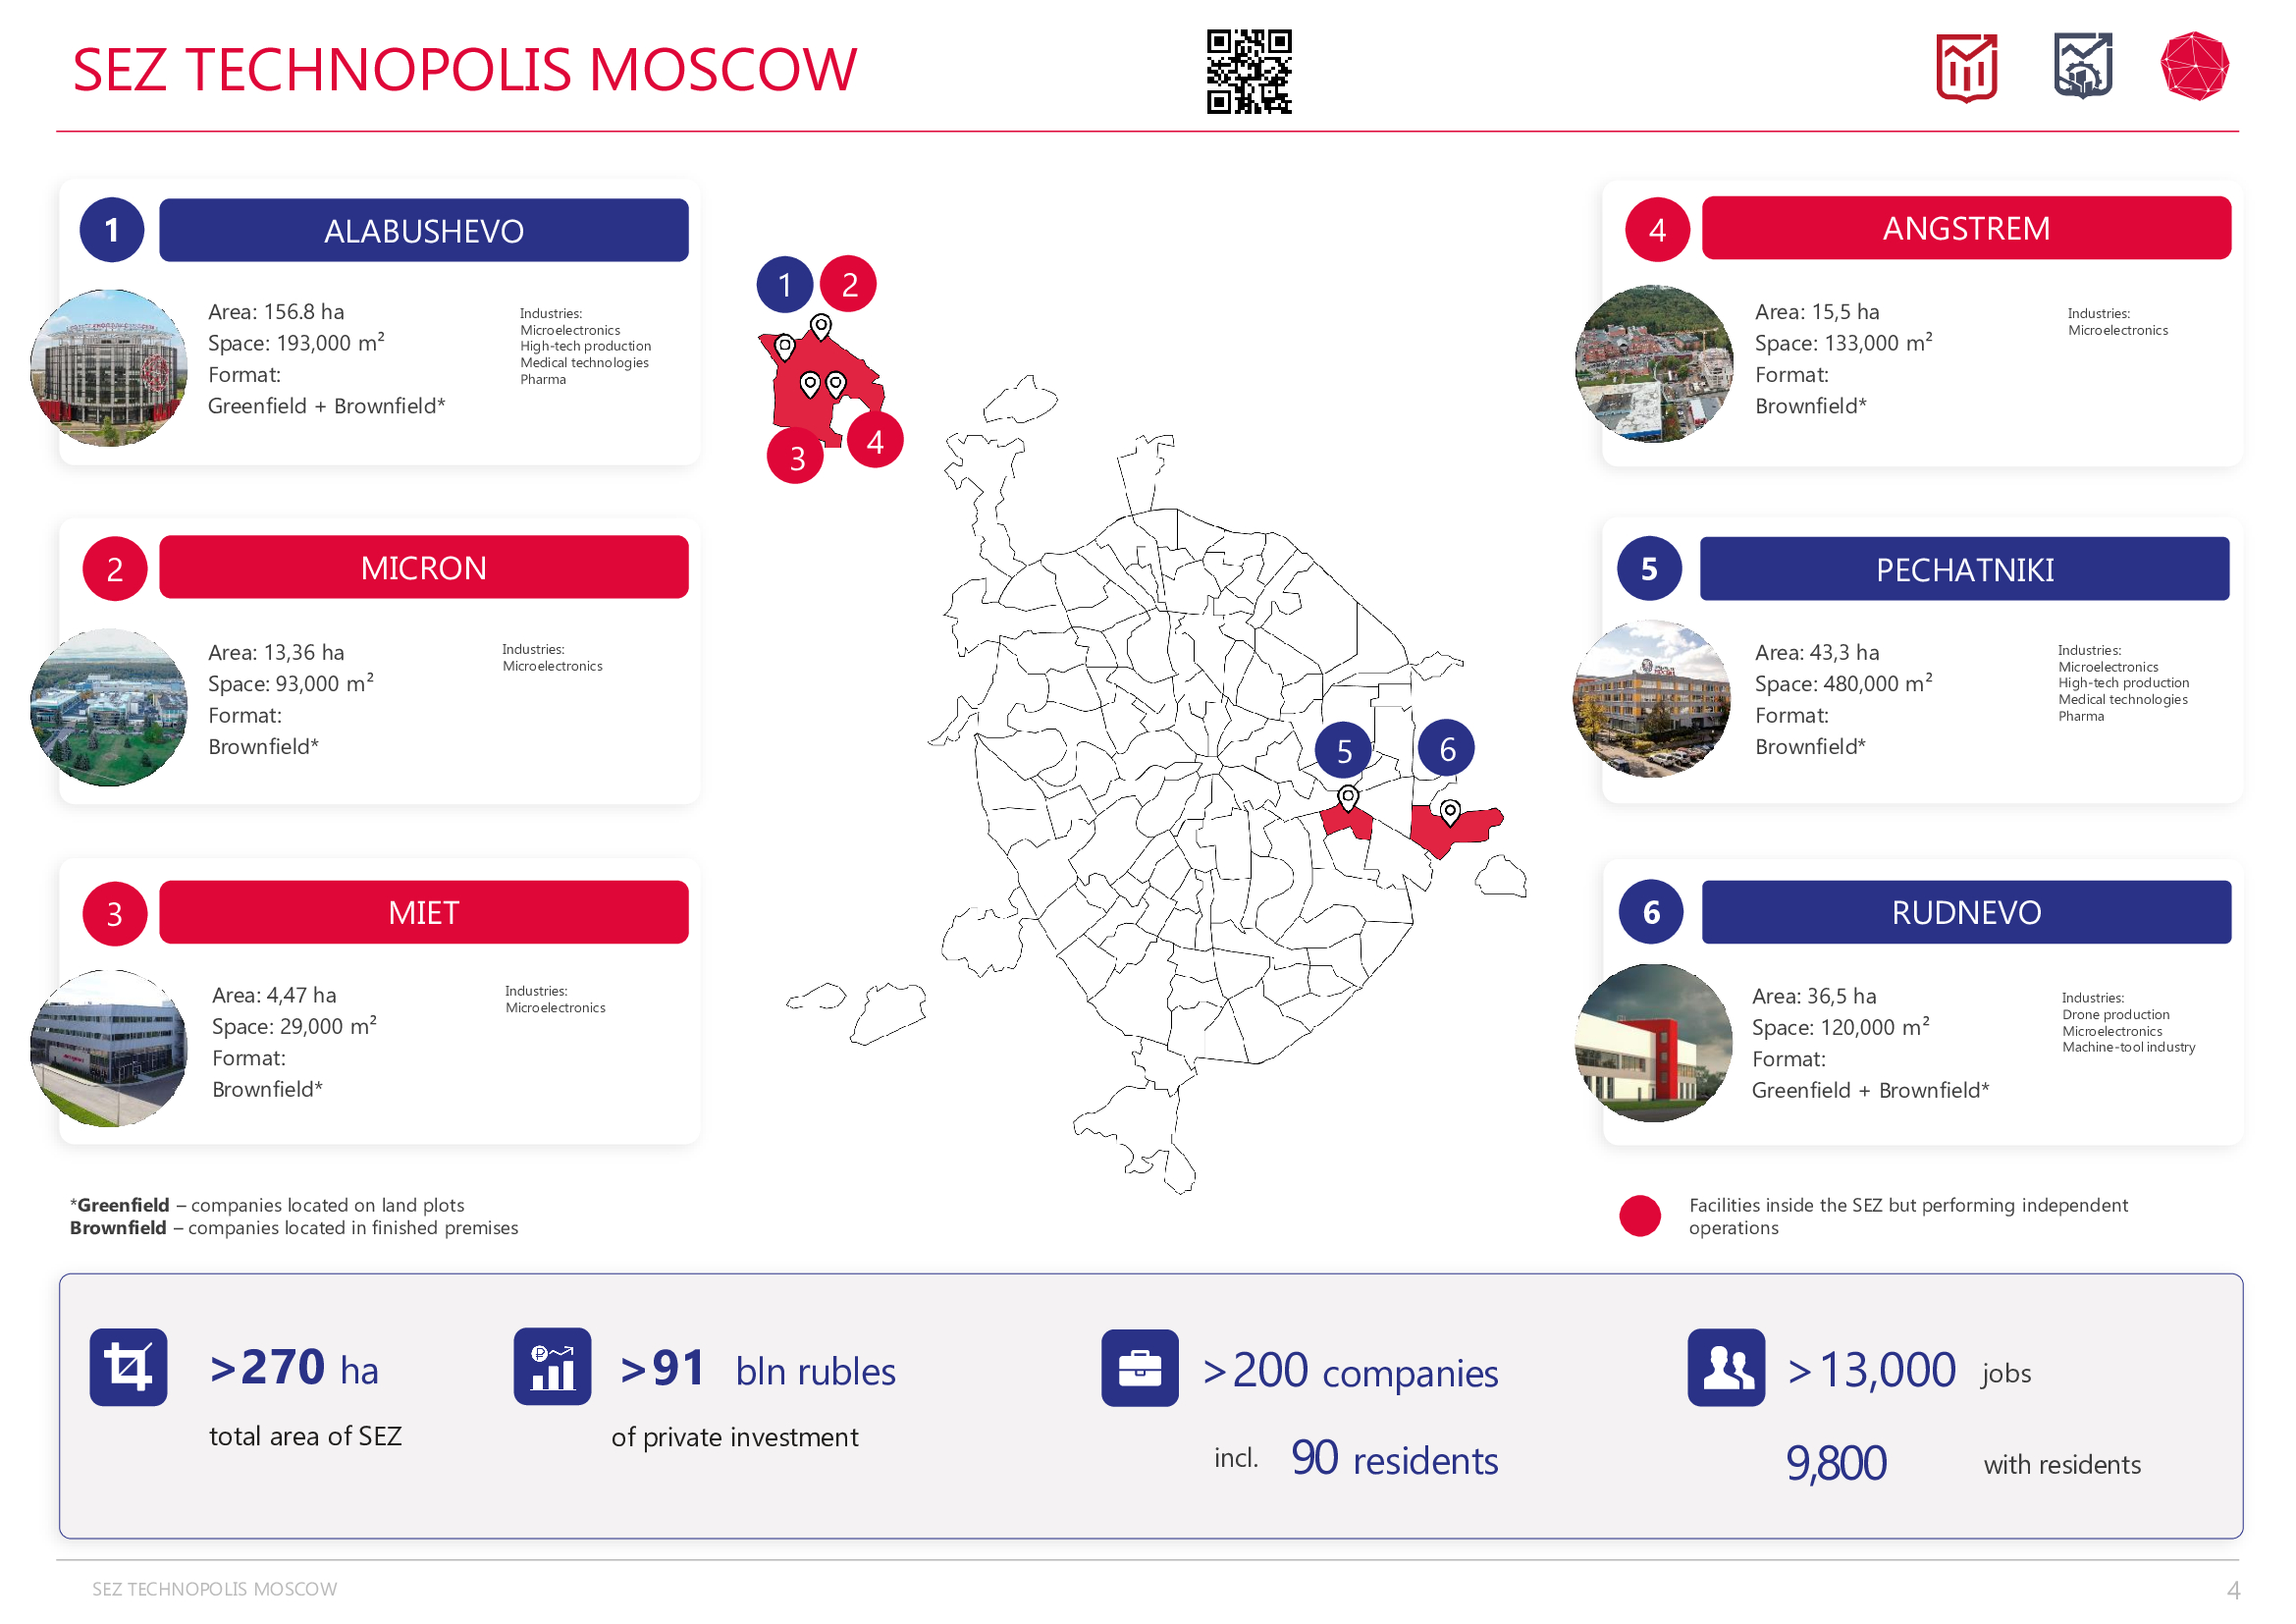 SEZ TECHNOPOLIS MOSCOW
1
ALABUSHEVO
Area: 156.8 ha
Space: 193,000 m²
Format:
Greenfield + Brownfield*
Industries:
Microelectronics
High-tech production
Medical technologies
Pharma
2
MICRON
Area: 13,36 ha
Space: 93,000 m²
Format:
Brownfield*
Industries:
Microelectronics
3
MIET
Area: 4,47 ha
Space: 29,000 m²
Format:
Brownfield*
Industries:
Microelectronics
1
2
3
4
5
6
4
ANGSTREM
Area: 15,5 ha
Space: 133,000 m²
Format:
Brownfield*
Industries:
Microelectronics
5
PECHATNIKI
Area: 43,3 ha
Space: 480,000 m²
Format:
Brownfield*
Industries:
Microelectronics
High-tech production
Medical technologies
Pharma
6
RUDNEVO
Area: 36,5 ha
Space: 120,000 m²
Format:
Greenfield + Brownfield*
Industries:
Drone production
Microelectronics
Machine-tool industry
*Greenfield – companies located on land plots
Brownfield – companies located in finished premises
Facilities inside the SEZ but performing independent
operations
>270 ha
total area of SEZ
>91 bln rubles
of private investment
>200 companies
incl. 90 residents
>13,000 jobs
9,800 with residents
SEZ TECHNOPOLIS MOSCOW
4